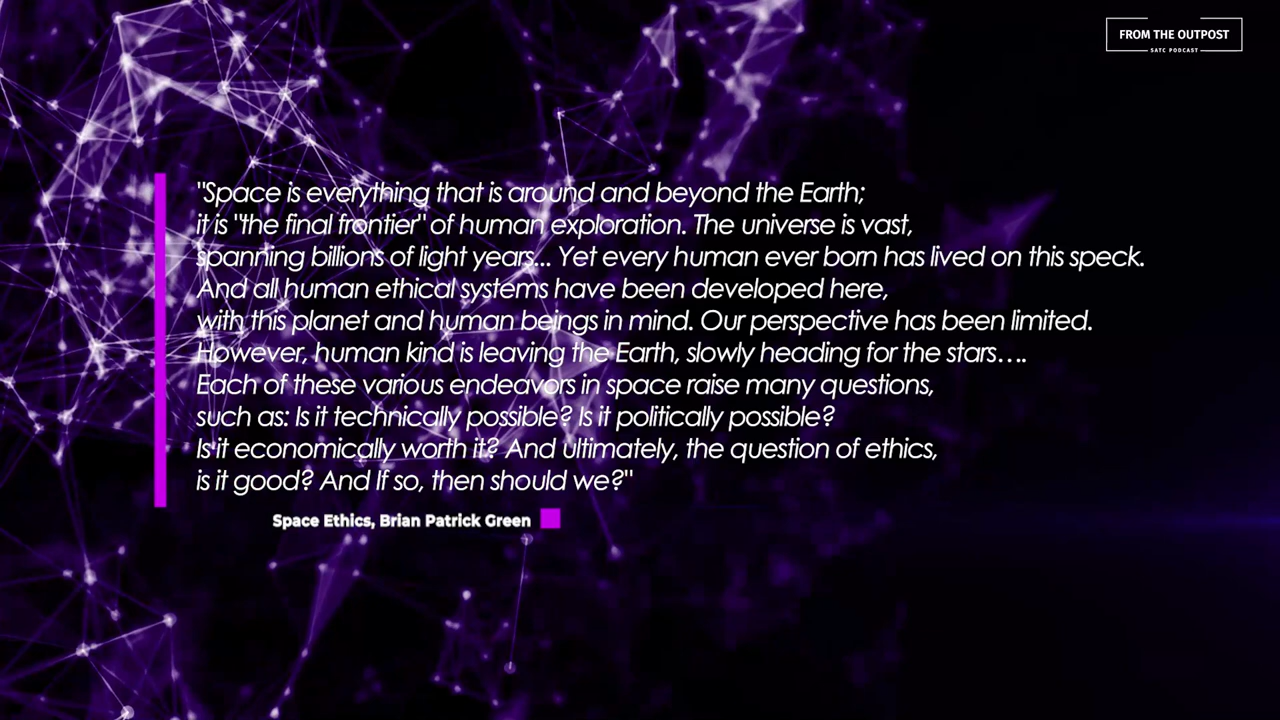 FROM THE OUTPOST
SATC PODCAST
"Space is everything that is around and beyond the Earth;
it is "the final frontier" of human exploration. The universe is vast,
spanning billions of light years... Yet every human ever born has lived on this speck.
And all human ethical systems have been developed here,
with this planet and human beings in mind. Our perspective has been limited.
However, human kind is leaving the Earth, slowly heading for the stars....
Each of these various endeavors in space raise many questions,
such as: Is it technically possible? Is it politically possible?
Is it economically worth it? And ultimately, the question of ethics,
is it good? And If so, then should we?"
Space Ethics, Brian Patrick Green